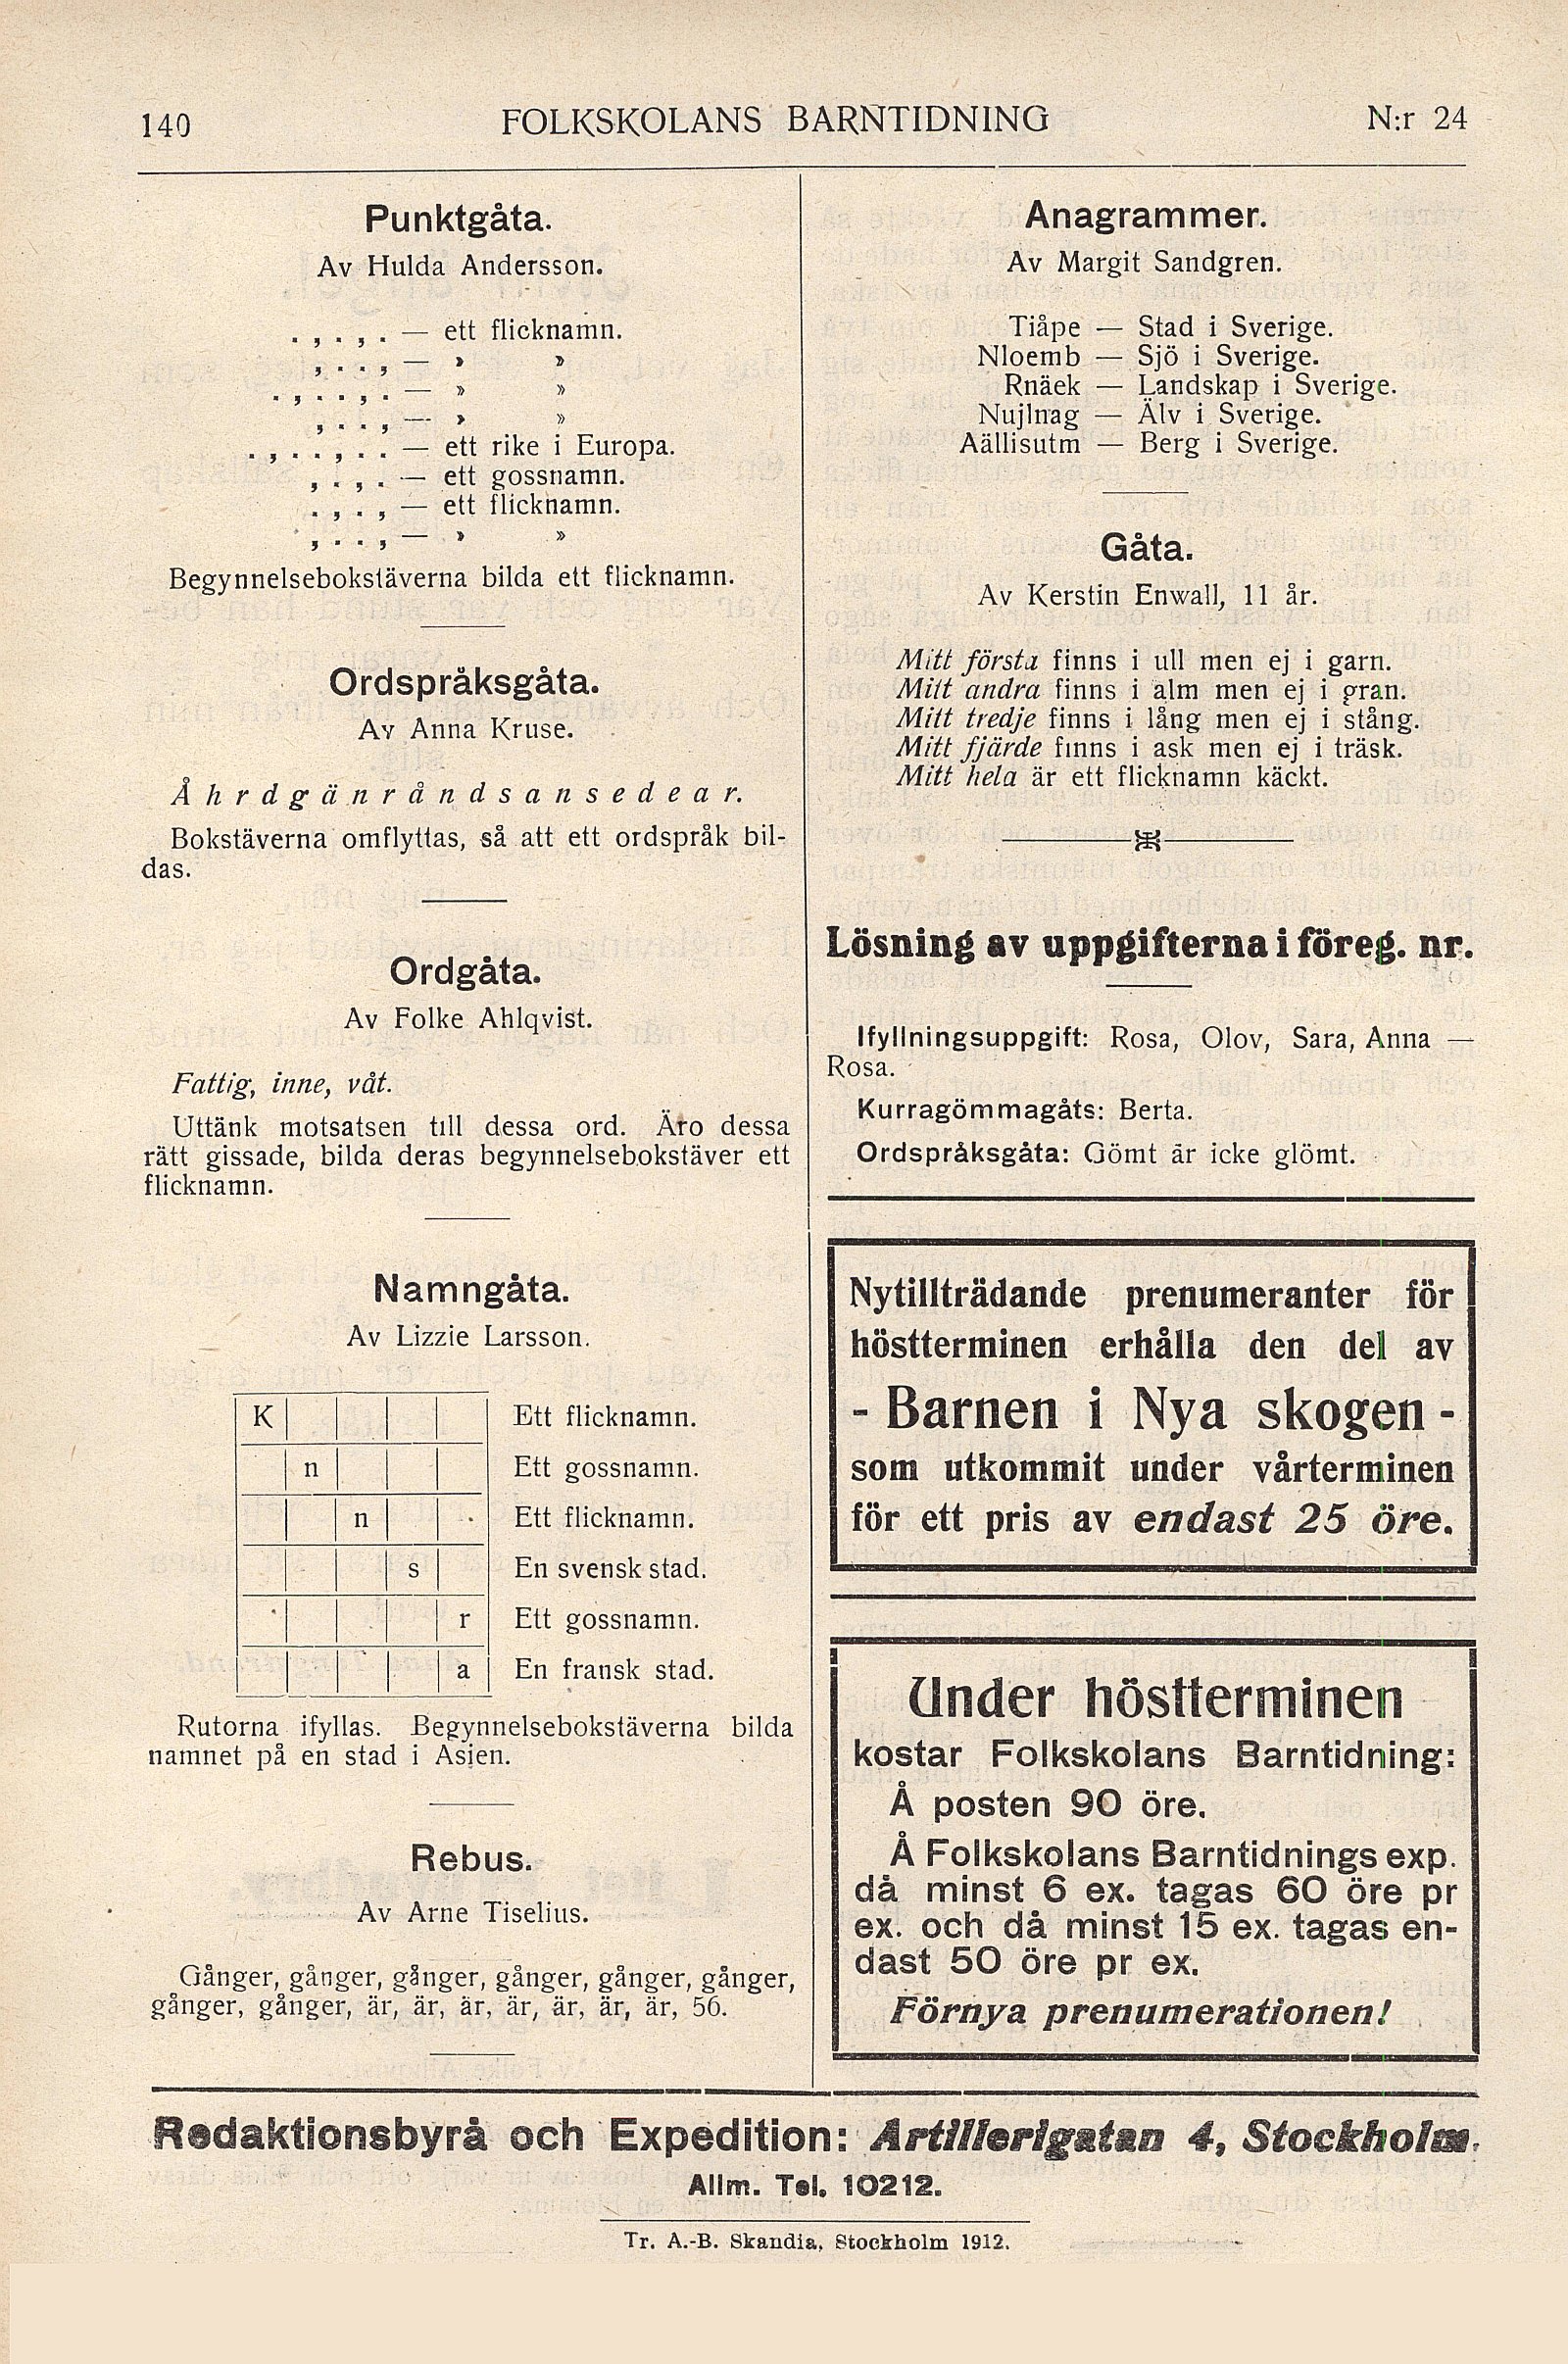 140
FOLKSKOLANS BARNTIDNING
N:r 24
Punktgåta.
Av Hulda Andersson.
. , . , . — ett flicknamn.
, . . , — » »
. , . . , . — » »
, . . , — » »
. , . . , . . — ett rike i Europa.
, . , . — ett gossnamn.
. , . , — ett flicknamn.
, . . , — » »
Begynnelsebokstäverna bilda ett flicknamn.
Ordspråksgåta.
Av Anna Kruse.
Å h r d g ä n r å n d s a n s e d e a r.
Bokstäverna omflyttas, så att ett ordspråk bil-
das.
Ordgåta.
Av Folke Ahlqvist.
Fattig, inne, våt.
Uttänk motsatsen till dessa ord. Äro dessa
rätt gissade, bilda deras begynnelsebokstäver ett
flicknamn.
Namngåta.
Av Lizzie Larsson.
K Ett flicknamn.
n Ett gossnamn.
n Ett flicknamn.
s En svensk stad.
r Ett gossnamn.
a En fransk stad.
Rutorna ifyllas. Begynnelsebokstäverna bilda
namnet på en stad i Asien.
Rebus.
Av Arne Tiselius.
Gånger, gånger, gånger, gånger, gånger, gånger,
gånger, gånger, är, är, är, är, är, är, är, 56.
Anagrammer.
Av Margit Sandgren.
Tiåpe — Stad i Sverige.
Nloemb — Sjö i Sverige.
Rnäek — Landskap i Sverige.
Nujlnag — Älv i Sverige.
Aällisutm — Berg i Sverige.
Gåta.
Av Kerstin Enwall, 11 år.
Mitt första finns i ull men ej i garn.
Mitt andra finns i alm men ej i gran.
Mitt tredje finns i lång men ej i stång.
Mitt fjärde finns i ask men ej i träsk.
Mitt hela är ett flicknamn käckt.
Lösning av uppgifterna i föreg. nr.
Ifyllningsuppgift: Rosa, Olov, Sara, Anna —
Rosa.
Kurragömmagåts: Berta.
Ordspråksgåta: Gömt är icke glömt.
Nytillträdande prenumeranter för
höstterminen erhålla den del av
- Barnen i Nya skogen -
som utkommit under vårterminen
för ett pris av endast 25 öre.
Under höstterminen
kostar Folkskolans Barntidning:
Å posten 90 öre.
Å Folkskolans Barntidnings exp.
då minst 6 ex. tagas 60 öre pr
ex. och då minst 15 ex. tagas en-
dast 50 öre pr ex.
Förnya prenumerationen!
Redaktionsbyrå och Expedition: Artillerigatan 4, Stockholm.
Allm. Tel. 10212.
Tr. A.-B. Skandia, Stockholm 1912.